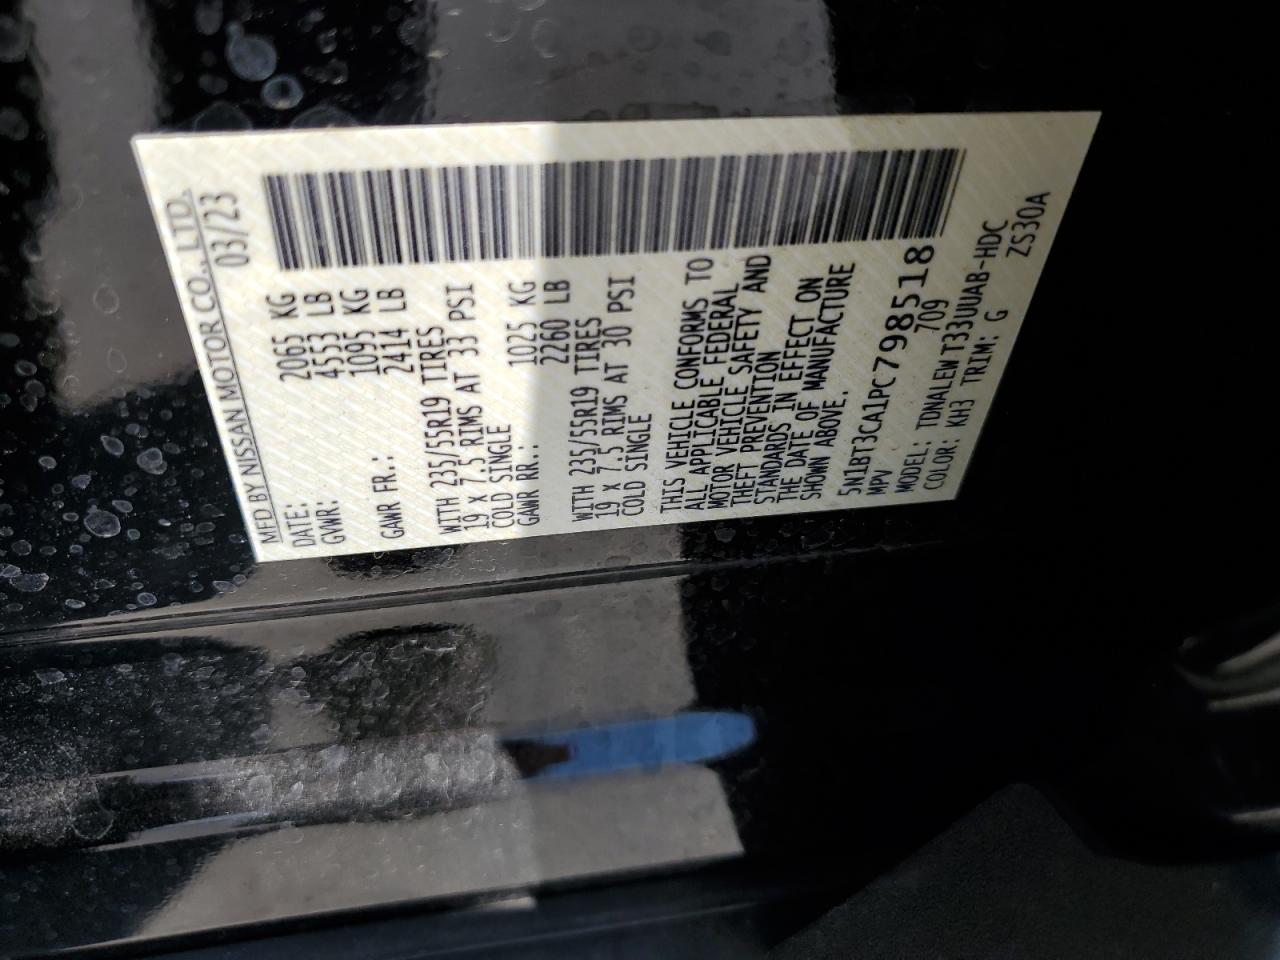 MFD BY NISSAN MOTOR CO., LTD.
DATE: 03/23
GVWR: 2065 KG
4553 LB
GAWR FR.: 1095 KG
2414 LB
WITH 235/55R19 TIRES
19 X 7.5 RIMS AT 33 PSI
COLD SINGLE
GAWR RR.: 1025 KG
2260 LB
WITH 235/55R19 TIRES
19 X 7.5 RIMS AT 30 PSI
COLD SINGLE
THIS VEHICLE CONFORMS TO
ALL APPLICABLE FEDERAL
MOTOR VEHICLE SAFETY AND
THEFT PREVENTION
STANDARDS IN EFFECT ON
THE DATE OF MANUFACTURE
SHOWN ABOVE.
5N1BT3CA1PC798518
MPV 709
MODEL: TDNALEWT33UUAB-HDC
COLOR: KH3 TRIM: G ZS30A